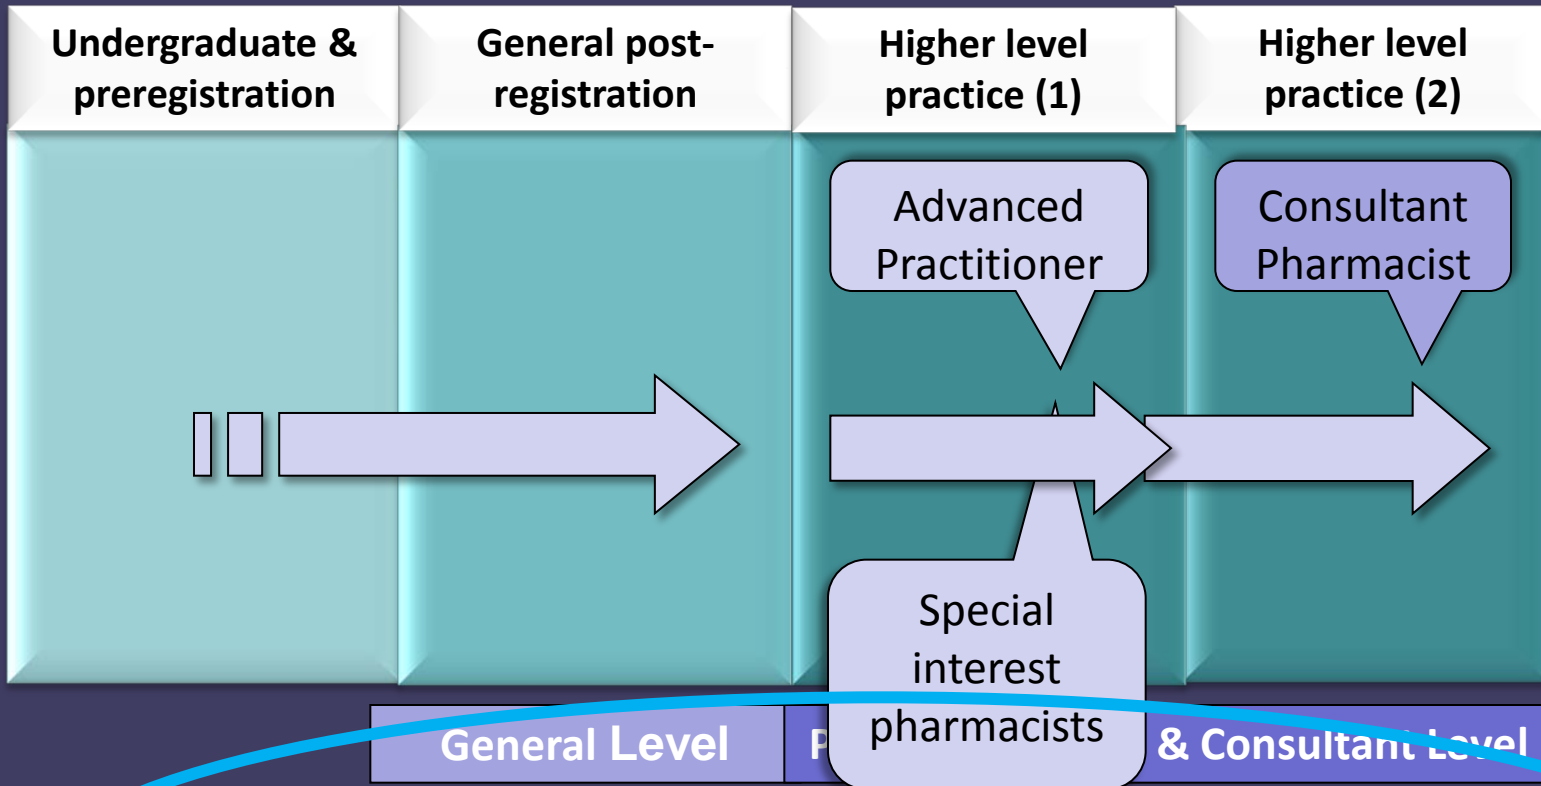 Undergraduate &
preregistration
General post-
registration
Higher level
practice (1)
Higher level
practice (2)
Advanced
Practitioner
Consultant
Pharmacist
Special
interest
pharmacists
General Level
& Consultant Level